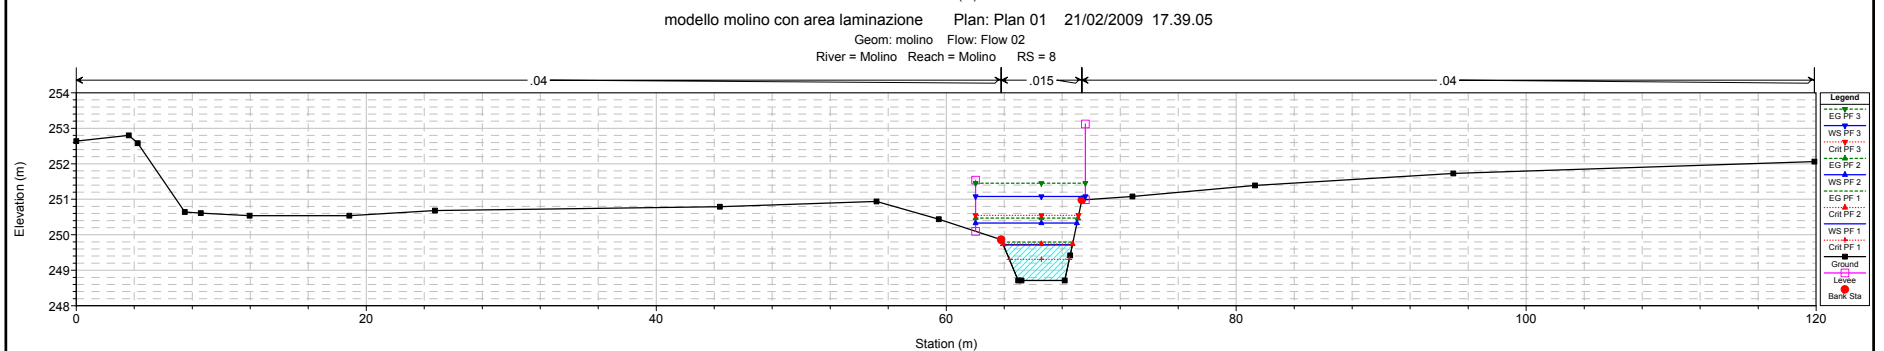 modello molino con area laminazione Plan: Plan 01 21/02/2009 17.39.05
Geom: molino Flow: Flow 02
River = Molino Reach = Molino RS = 8
.04 .015 .04
Elevation (m)
254
253
252
251
250
249
248
0 20 40 60 80 100 120
Station (m)
Legend
EG PF 3
WS PF 3
Crit PF 3
EG PF 2
WS PF 2
EG PF 1
Crit PF 2
WS PF 1
Crit PF 1
Ground
Levee
Bank Sta